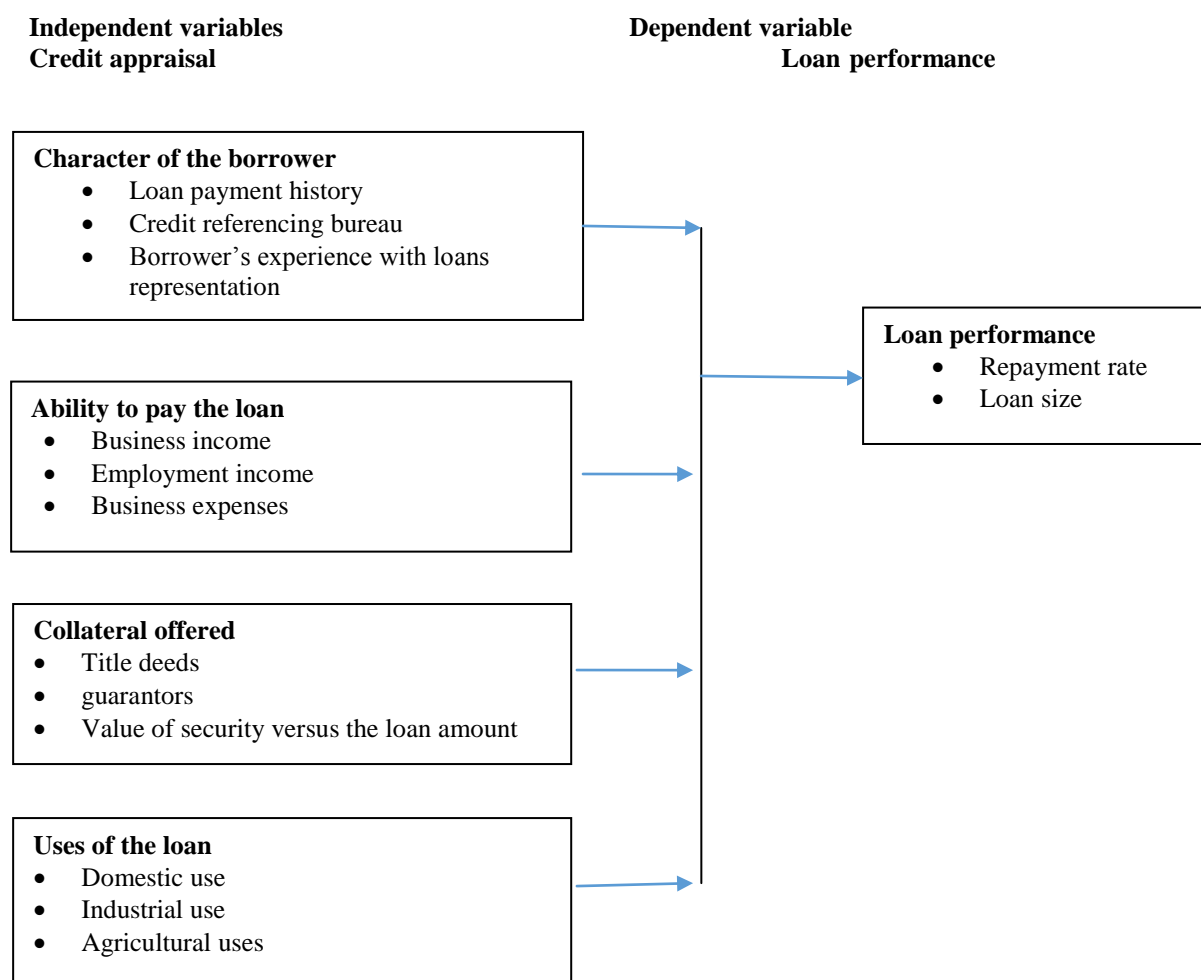 Independent variables
Dependent variable
Credit appraisal
Loan performance
Character of the borrower
• Loan payment history
• Credit referencing bureau
• Borrower’s experience with loans
representation
Loan performance
• Repayment rate
• Loan size
Ability to pay the loan
• Business income
• Employment income
• Business expenses
Collateral offered
• Title deeds
• guarantors
• Value of security versus the loan amount
Uses of the loan
• Domestic use
• Industrial use
• Agricultural uses